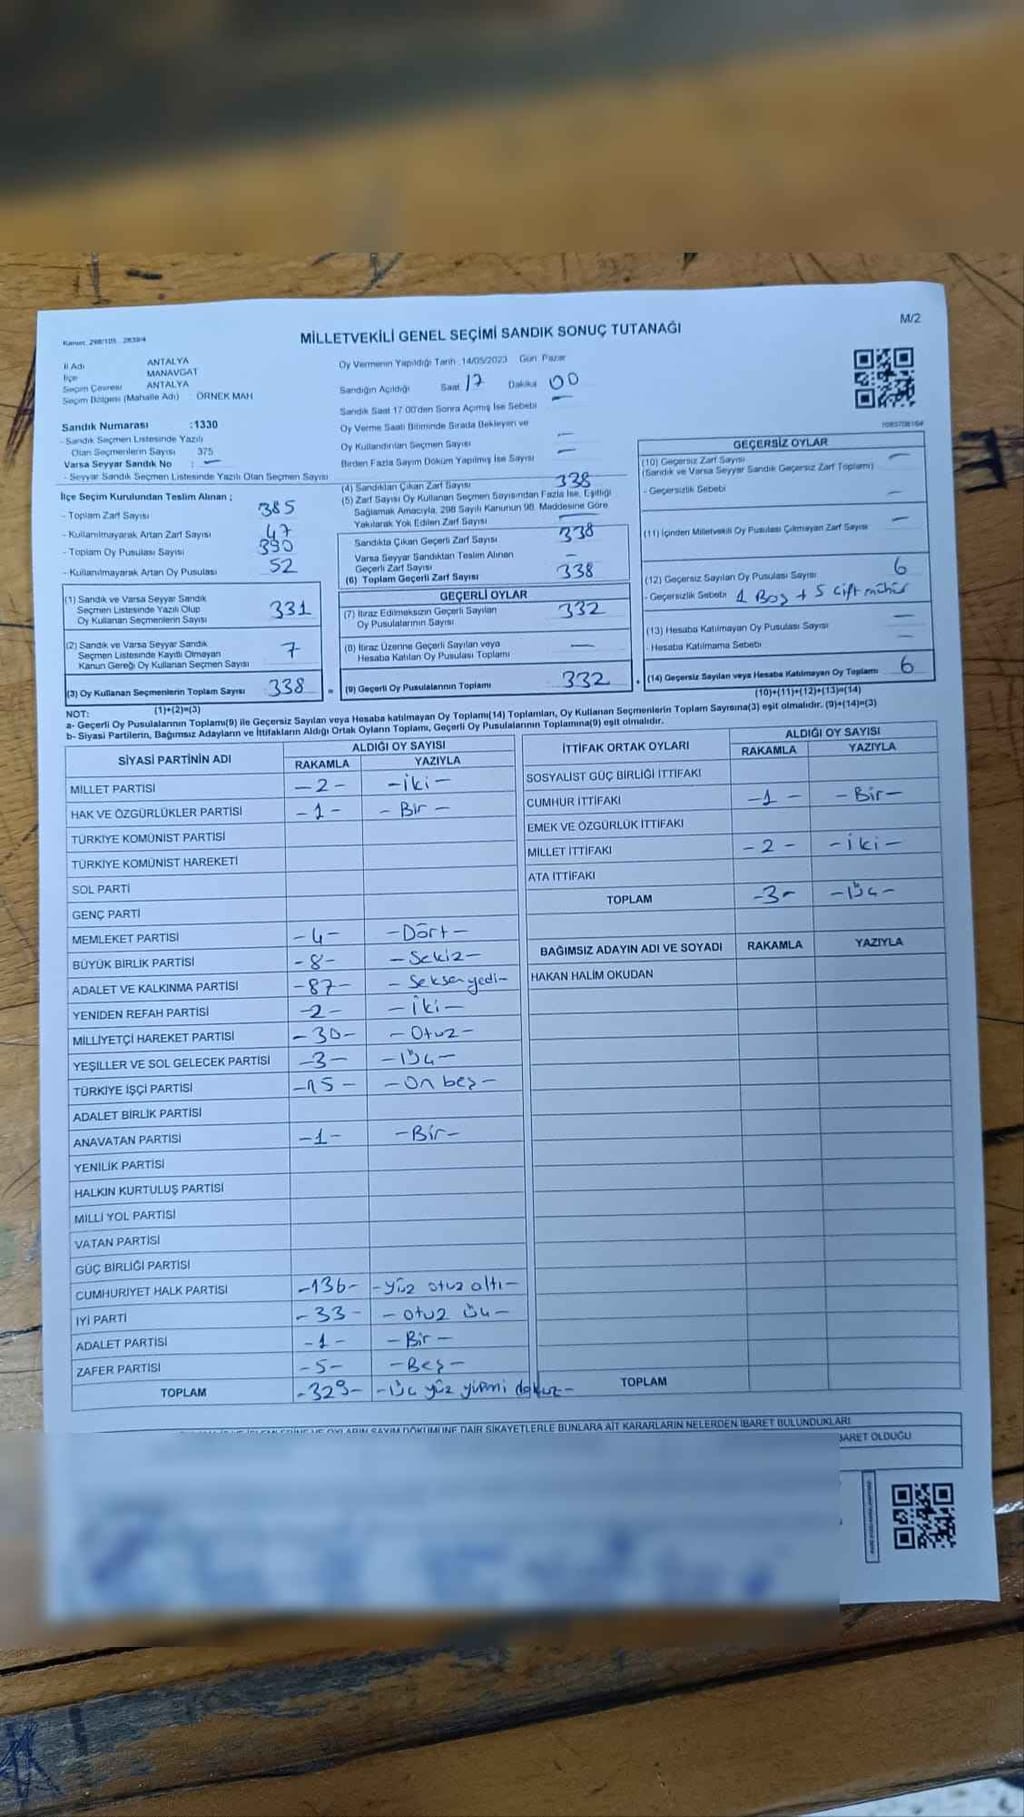 M/2
MİLLETVEKİLİ GENEL SEÇİMİ SANDIK SONUÇ TUTANAĞI
İl Adı ANTALYA
İlçe MANAVGAT
Seçim Çevresi ANTALYA
Seçim Bölgesi (Mahalle Adı) ÖRNEK MAH
Sandık Numarası :1330
- Sandık Seçmen Listesinde Yazılı
Olan Seçmenlerin Sayısı 375
Varsa Seyyar Sandık No : —
- Seyyar Sandık Seçmen Listesinde Yazılı Olan Seçmen Sayısı
Oy Vermenin Yapıldığı Tarih :14/05/2023 Gün: Pazar
Sandığın Açıldığı Saat 17 Dakika 00
Sandık Saat 17 00'den Sonra Açımış İse Sebebi —
Oy Verme Saati Bitiminde Sırada Bekleyen ve
Oy Kullandırılan Seçmen Sayısı —
Birden Fazla Sayım Döküm Yapılmış İse Sayısı —
İlçe Seçim Kurulundan Teslim Alınan ;
- Toplam Zarf Sayısı 385
- Kullanılmayarak Artan Zarf Sayısı 47
- Toplam Oy Pusulası Sayısı 390
- Kullanılmayarak Artan Oy Pusulası 52
(4) Sandıktan Çıkan Zarf Sayısı 338
(5) Zarf Sayısı Oy Kullanan Seçmen Sayısından Fazla İse, Eşitliği
Sağlamak Amacıyla, 298 Sayılı Kanunun 98. Maddesine Göre
Yakılarak Yok Edilen Zarf Sayısı —
Sandıkta Çıkan Geçerli Zarf Sayısı 338
Varsa Seyyar Sandıktan Teslim Alınan
Geçerli Zarf Sayısı —
(6) Toplam Geçerli Zarf Sayısı 338
(1) Sandık ve Varsa Seyyar Sandık
Seçmen Listesinde Yazılı Olup
Oy Kullanan Seçmenlerin Sayısı 331
(2) Sandık ve Varsa Seyyar Sandık
Seçmen Listesinde Kayıtlı Olmayan
Kanun Gereği Oy Kullanan Seçmen Sayısı 7
(3) Oy Kullanan Seçmenlerin Toplam Sayısı 338
(1)+(2)=(3)
GEÇERLİ OYLAR
(7) İtiraz Edilmeksizin Geçerli Sayılan
Oy Pusulalarının Sayısı 332
(8) İtiraz Üzerine Geçerli Sayılan veya
Hesaba Katılan Oy Pusulası Toplamı —
= (9) Geçerli Oy Pusulalarının Toplamı 332
GEÇERSİZ OYLAR
(10) Geçersiz Zarf Sayısı —
(Sandık ve Varsa Seyyar Sandık Geçersiz Zarf Toplamı)
- Geçersizlik Sebebi —
(11) İçinden Milletvekili Oy Pusulası Çıkmayan Zarf Sayısı —
(12) Geçersiz Sayılan Oy Pusulası Sayısı 6
- Geçersizlik Sebebi 1 Boş + 5 Çift mühür
(13) Hesaba Katılmayan Oy Pusulası Sayısı —
- Hesaba Katılmama Sebebi —
+ (14) Geçersiz Sayılan veya Hesaba Katılmayan Oy Toplamı 6
(10)+(11)+(12)+(13)=(14)
NOT:
a- Geçerli Oy Pusulalarının Toplamı(9) ile Geçersiz Sayılan veya Hesaba katılmayan Oy Toplamı(14) Toplamları, Oy Kullanan Seçmenlerin Toplam Sayısına(3) eşit olmalıdır. (9)+(14)=(3)
b- Siyasi Partilerin, Bağımsız Adayların ve İttifakların Aldığı Ortak Oyların Toplamı, Geçerli Oy Pusulalarının Toplamına(9) eşit olmalıdır.
SİYASİ PARTİNİN ADI ALDIĞI OY SAYISI
RAKAMLA YAZIYLA
MİLLET PARTİSİ -2- -iki-
HAK VE ÖZGÜRLÜKLER PARTİSİ -1- -Bir-
TÜRKİYE KOMÜNİST PARTİSİ
TÜRKİYE KOMÜNİST HAREKETİ
SOL PARTİ
GENÇ PARTİ
MEMLEKET PARTİSİ -4- -Dört-
BÜYÜK BİRLİK PARTİSİ -8- -Sekiz-
ADALET VE KALKINMA PARTİSİ -87- -Seksenyedi-
YENİDEN REFAH PARTİSİ -2- -İki-
MİLLİYETÇİ HAREKET PARTİSİ -30- -Otuz-
YEŞİLLER VE SOL GELECEK PARTİSİ -3- -Üç-
TÜRKİYE İŞÇİ PARTİSİ -15- -On beş-
ADALET BİRLİK PARTİSİ
ANAVATAN PARTİSİ -1- -Bir-
YENİLİK PARTİSİ
HALKIN KURTULUŞ PARTİSİ
MİLLİ YOL PARTİSİ
VATAN PARTİSİ
GÜÇ BİRLİĞİ PARTİSİ
CUMHURİYET HALK PARTİSİ -136- -yüz otuz altı-
İYİ PARTİ -33- -otuz üç-
ADALET PARTİSİ -1- -Bir-
ZAFER PARTİSİ -5- -Beş-
TOPLAM -329- -Üç yüz yirmi dokuz-
İTTİFAK ORTAK OYLARI ALDIĞI OY SAYISI
RAKAMLA YAZIYLA
SOSYALİST GÜÇ BİRLİĞİ İTTİFAKI
CUMHUR İTTİFAKI -1- -Bir-
EMEK VE ÖZGÜRLÜK İTTİFAKI
MİLLET İTTİFAKI -2- -iki-
ATA İTTİFAKI
TOPLAM -3- -Üç-
BAĞIMSIZ ADAYIN ADI VE SOYADI RAKAMLA YAZIYLA
HAKAN HALİM OKUDAN
TOPLAM
OYLARIN SAYIM DÖKÜMÜNE DAİR ŞİKAYETLERLE BUNLARA AİT KARARLARIN NELERDEN İBARET BULUNDUKLARI
İBARET OLDUĞU